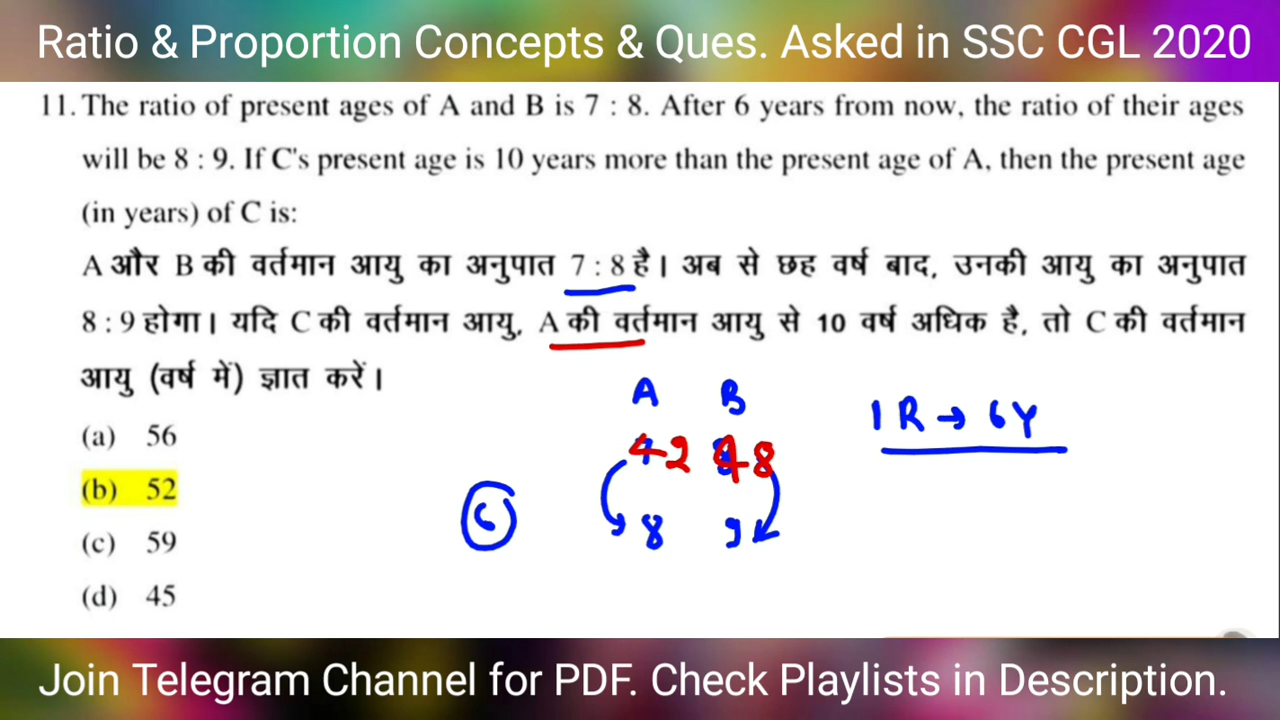 Ratio & Proportion Concepts & Ques. Asked in SSC CGL 2020
11. The ratio of present ages of A and B is 7 : 8. After 6 years from now, the ratio of their ages
will be 8 : 9. If C's present age is 10 years more than the present age of A, then the present age
(in years) of C is:
A और B की वर्तमान आयु का अनुपात 7 : 8 है। अब से छह वर्ष बाद, उनकी आयु का अनुपात
8 : 9 होगा। यदि C की वर्तमान आयु, A की वर्तमान आयु से 10 वर्ष अधिक है, तो C की वर्तमान
आयु (वर्ष में) ज्ञात करें।
A B
1 R → 6 Y
(a) 56
42 48
(b) 52
6
8 9
(c) 59
(d) 45
Join Telegram Channel for PDF. Check Playlists in Description.